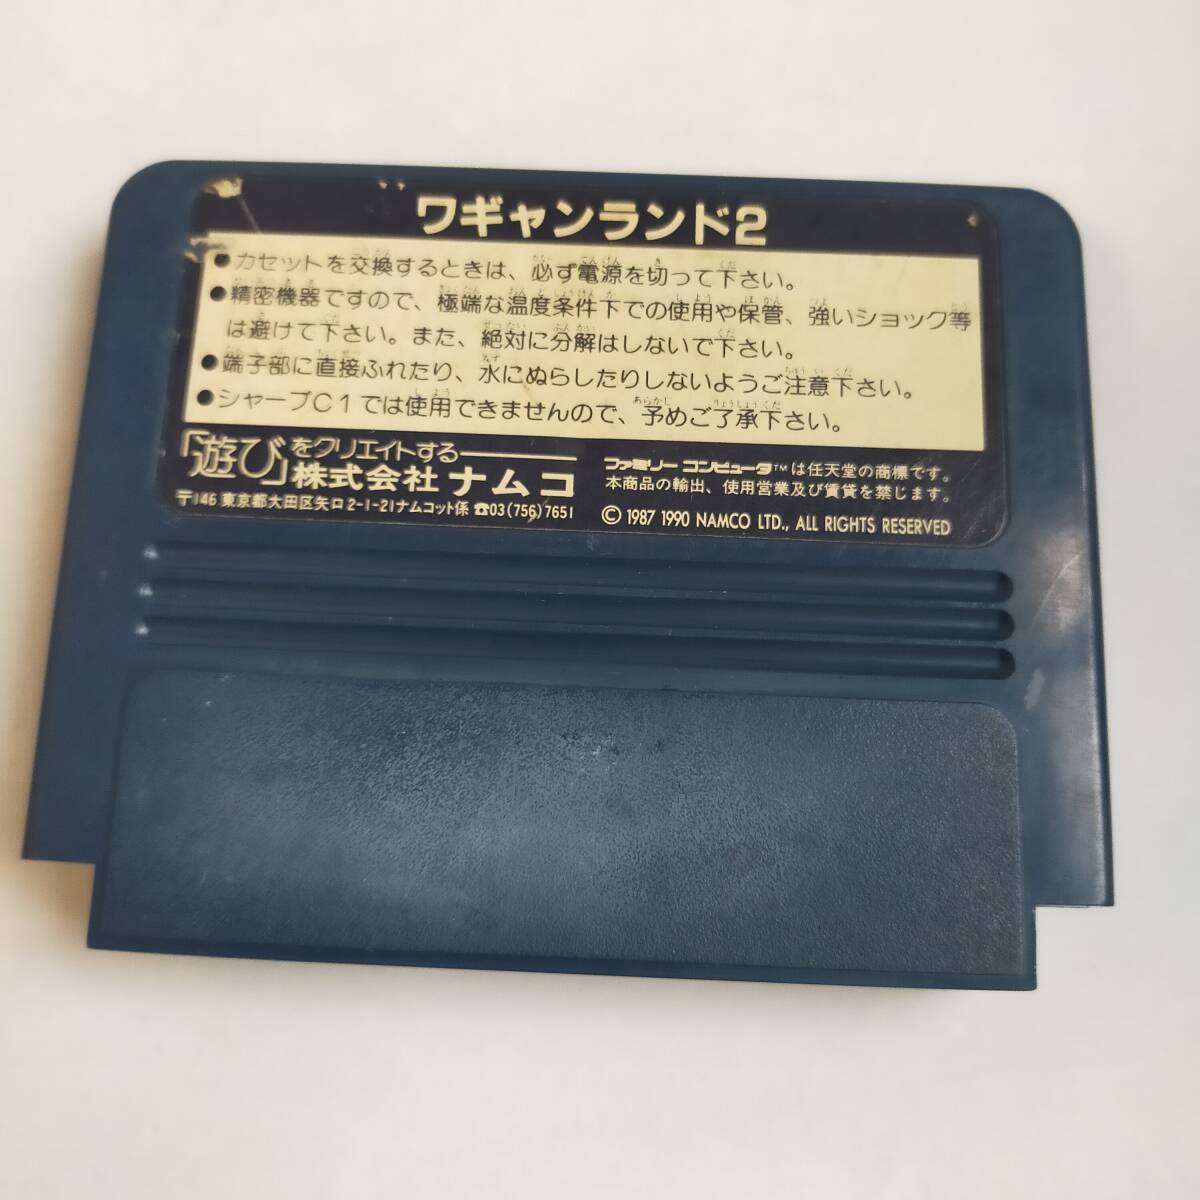 ワギャンランド2
●カセットを交換するときは、必ず電源を切って下さい。
●精密機器ですので、極端な温度条件下での使用や保管、強いショック等
は避けて下さい。また、絶対に分解はしないで下さい。
●端子部に直接ふれたり、水にぬらしたりしないようご注意下さい。
●シャープC1では使用できませんので、予めご了承下さい。
「遊び」をクリエイトする
株式会社ナムコ
〒146 東京都大田区矢口2-1-21ナムコット係 ☎03(756)7651
ファミリーコンピュータ™は任天堂の商標です。
本商品の輸出、使用営業及び賃貸を禁じます。
© 1987 1990 NAMCO LTD., ALL RIGHTS RESERVED